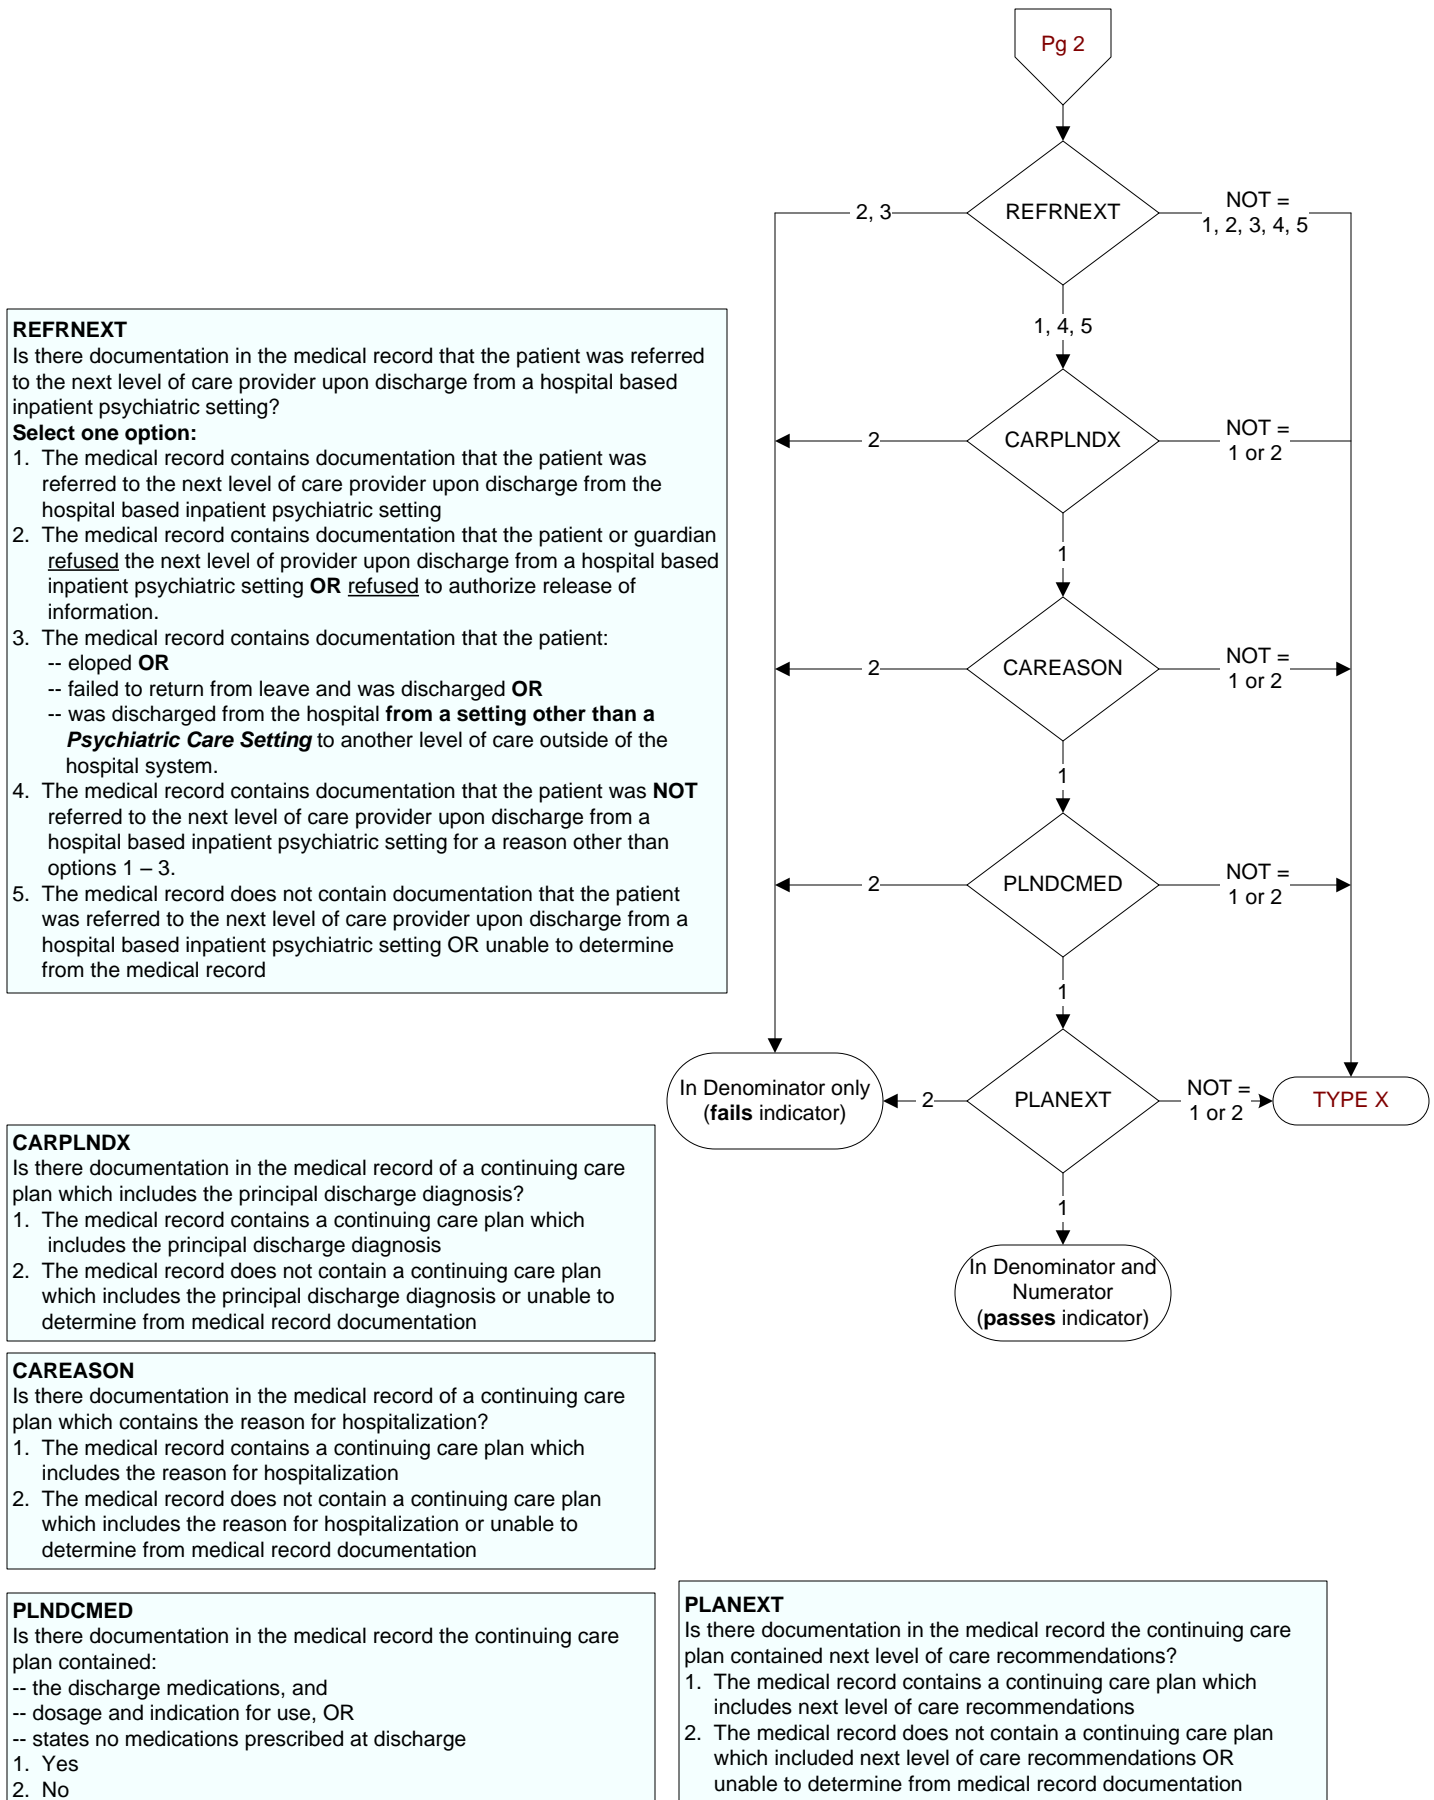 Pg 2
REFRNEXT
2, 3
NOT =
1, 2, 3, 4, 5
1, 4, 5
CARPLNDX
2
NOT =
1 or 2
1
CAREASON
2
NOT =
1 or 2
1
PLNDCMED
2
NOT =
1 or 2
1
PLANEXT
2
NOT =
1 or 2
In Denominator only
(fails indicator)
TYPE X
1
In Denominator and
Numerator
(passes indicator)
REFRNEXT
Is there documentation in the medical record that the patient was referred
to the next level of care provider upon discharge from a hospital based
inpatient psychiatric setting?
Select one option:
1. The medical record contains documentation that the patient was
referred to the next level of care provider upon discharge from the
hospital based inpatient psychiatric setting
2. The medical record contains documentation that the patient or guardian
refused the next level of provider upon discharge from a hospital based
inpatient psychiatric setting OR refused to authorize release of
information.
3. The medical record contains documentation that the patient:
-- eloped OR
-- failed to return from leave and was discharged OR
-- was discharged from the hospital from a setting other than a
Psychiatric Care Setting to another level of care outside of the
hospital system.
4. The medical record contains documentation that the patient was NOT
referred to the next level of care provider upon discharge from a
hospital based inpatient psychiatric setting for a reason other than
options 1 – 3.
5. The medical record does not contain documentation that the patient
was referred to the next level of care provider upon discharge from a
hospital based inpatient psychiatric setting OR unable to determine
from the medical record
CARPLNDX
Is there documentation in the medical record of a continuing care
plan which includes the principal discharge diagnosis?
1. The medical record contains a continuing care plan which
includes the principal discharge diagnosis
2. The medical record does not contain a continuing care plan
which includes the principal discharge diagnosis or unable to
determine from medical record documentation
CAREASON
Is there documentation in the medical record of a continuing care
plan which contains the reason for hospitalization?
1. The medical record contains a continuing care plan which
includes the reason for hospitalization
2. The medical record does not contain a continuing care plan
which includes the reason for hospitalization or unable to
determine from medical record documentation
PLNDCMED
Is there documentation in the medical record the continuing care
plan contained:
-- the discharge medications, and
-- dosage and indication for use, OR
-- states no medications prescribed at discharge
1. Yes
2. No
PLANEXT
Is there documentation in the medical record the continuing care
plan contained next level of care recommendations?
1. The medical record contains a continuing care plan which
includes next level of care recommendations
2. The medical record does not contain a continuing care plan
which included next level of care recommendations OR
unable to determine from medical record documentation